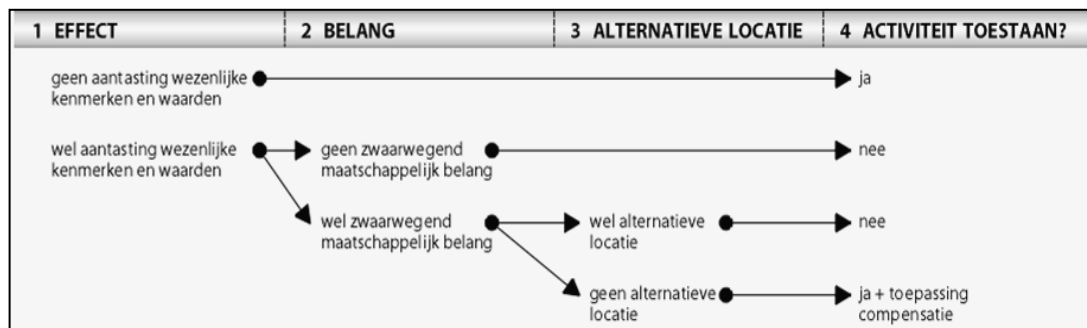 1 EFFECT
2 BELANG
3 ALTERNATIEVE LOCATIE
4 ACTIVITEIT TOESTAAN?
geen aantasting wezenlijke
kenmerken en waarden
ja
wel aantasting wezenlijke
kenmerken en waarden
geen zwaarwegend
maatschappelijk belang
nee
wel zwaarwegend
maatschappelijk belang
wel alternatieve
locatie
nee
geen alternatieve
locatie
ja + toepassing
compensatie